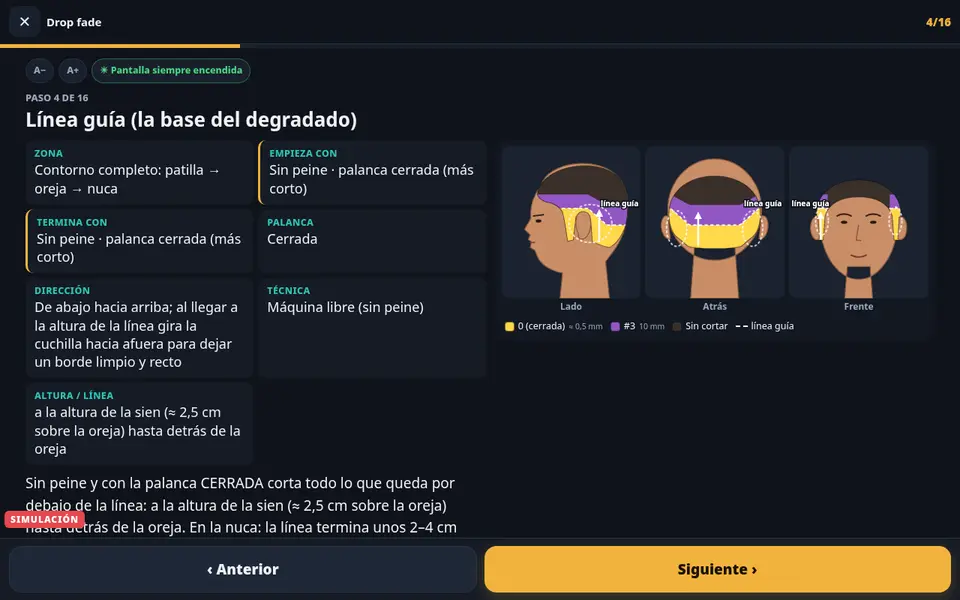 ✕ Drop fade 4/16
A− A+ ☀ Pantalla siempre encendida
PASO 4 DE 16
Línea guía (la base del degradado)
ZONA
Contorno completo: patilla →
oreja → nuca
EMPIEZA CON
Sin peine · palanca cerrada (más
corto)
TERMINA CON
Sin peine · palanca cerrada (más
corto)
PALANCA
Cerrada
DIRECCIÓN
De abajo hacia arriba; al llegar a
la altura de la línea gira la
cuchilla hacia afuera para dejar
un borde limpio y recto
TÉCNICA
Máquina libre (sin peine)
ALTURA / LÍNEA
a la altura de la sien (≈ 2,5 cm
sobre la oreja) hasta detrás de la
oreja
línea guía
línea guía
línea guía
Lado Atrás Frente
0 (cerrada) ≈ 0,5 mm #3 10 mm Sin cortar línea guía
Sin peine y con la palanca CERRADA corta todo lo que queda por
debajo de la línea: a la altura de la sien (≈ 2,5 cm sobre la oreja)
hasta detrás de la oreja. En la nuca: la línea termina unos 2–4 cm
SIMULACIÓN
‹ Anterior
Siguiente ›